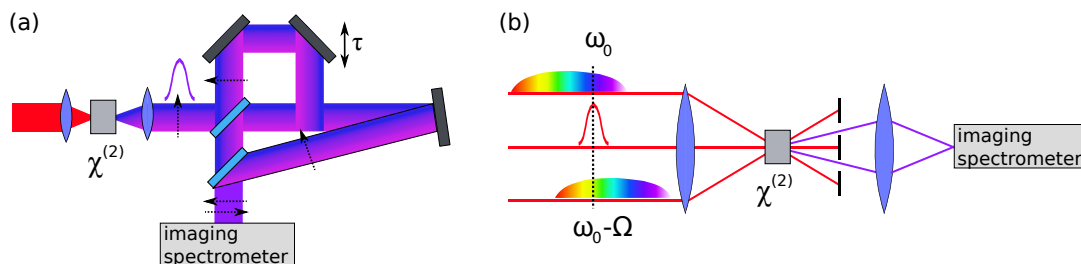 (a)
τ
χ(2)
imaging
spectrometer
(b)
ω0
χ(2)
imaging
spectrometer
ω0-Ω